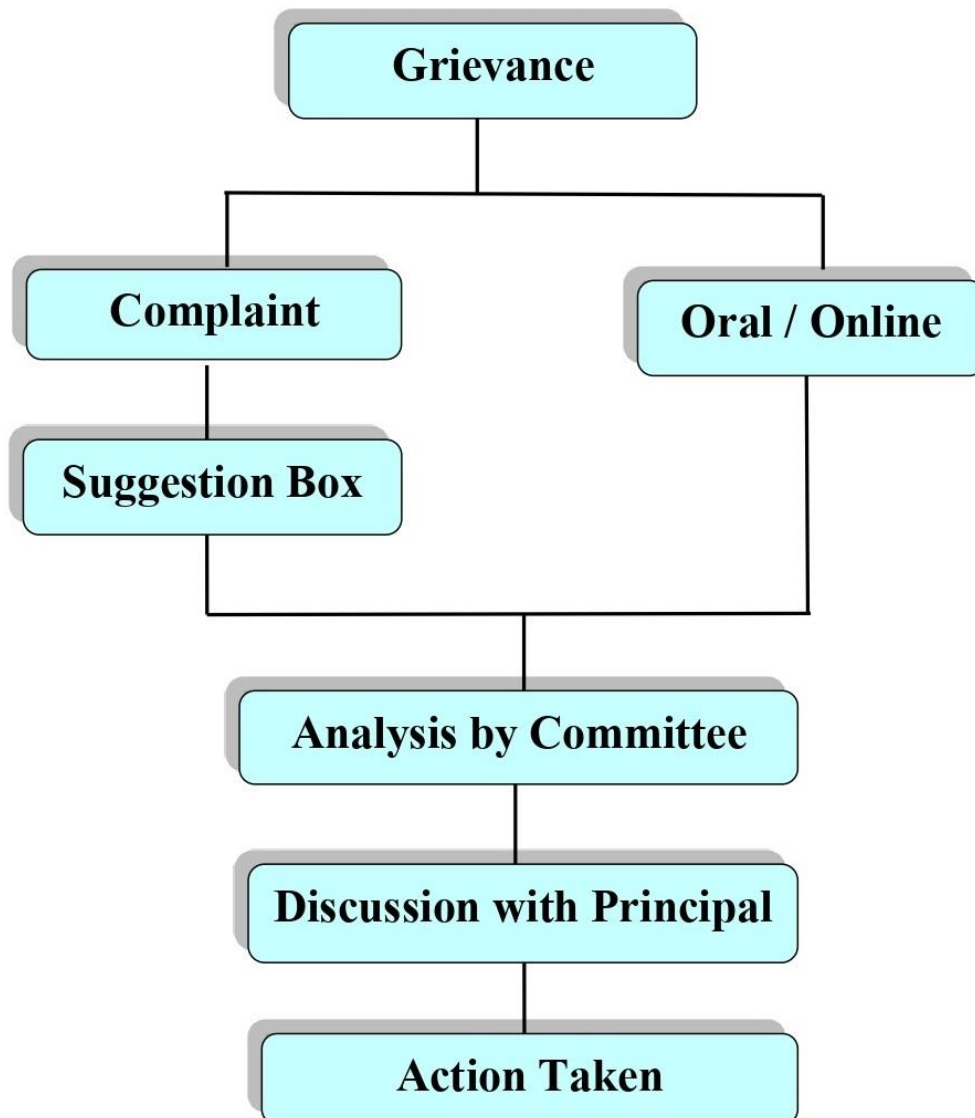 Grievance
Complaint
Oral / Online
Suggestion Box
Analysis by Committee
Discussion with Principal
Action Taken